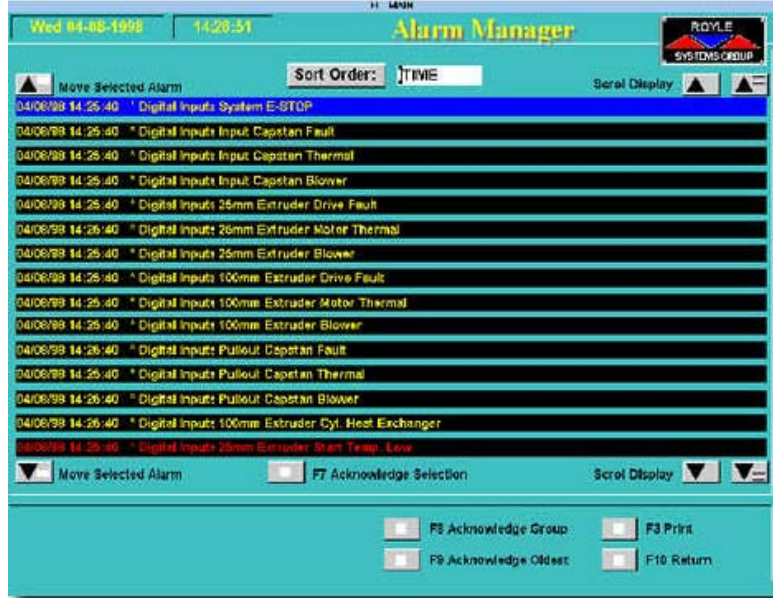 F1 MAIN
Wed 04-08-1998 14:28:51 Alarm Manager ROYLE
SYSTEMS GROUP
Move Selected Alarm Sort Order: TIME Scrol Display
04/08/98 14:25:40 * Digital Inputs System E-STOP
04/08/98 14:25:40 * Digital Inputs Input Capstan Fault
04/08/98 14:25:40 * Digital Inputs Input Capstan Thermal
04/08/98 14:25:40 * Digital Inputs Input Capstan Blower
04/08/98 14:25:40 * Digital Inputs 25mm Extruder Drive Fault
04/08/98 14:25:40 * Digital Inputs 25mm Extruder Motor Thermal
04/08/98 14:25:40 * Digital Inputs 25mm Extruder Blower
04/08/98 14:25:40 * Digital Inputs 100mm Extruder Drive Fault
04/08/98 14:25:40 * Digital Inputs 100mm Extruder Motor Thermal
04/08/98 14:25:40 * Digital Inputs 100mm Extruder Blower
04/08/98 14:25:40 * Digital Inputs Pullout Capstan Fault
04/08/98 14:25:40 * Digital Inputs Pullout Capstan Thermal
04/08/98 14:25:40 * Digital Inputs Pullout Capstan Blower
04/08/98 14:25:40 * Digital Inputs 100mm Extruder Cyl. Heat Exchanger
04/08/98 14:25:40 * Digital Inputs 25mm Extruder Start Temp. Low
Move Selected Alarm F7 Acknowledge Selection Scrol Display
F8 Acknowledge Group F3 Print
F9 Acknowledge Oldest F10 Return